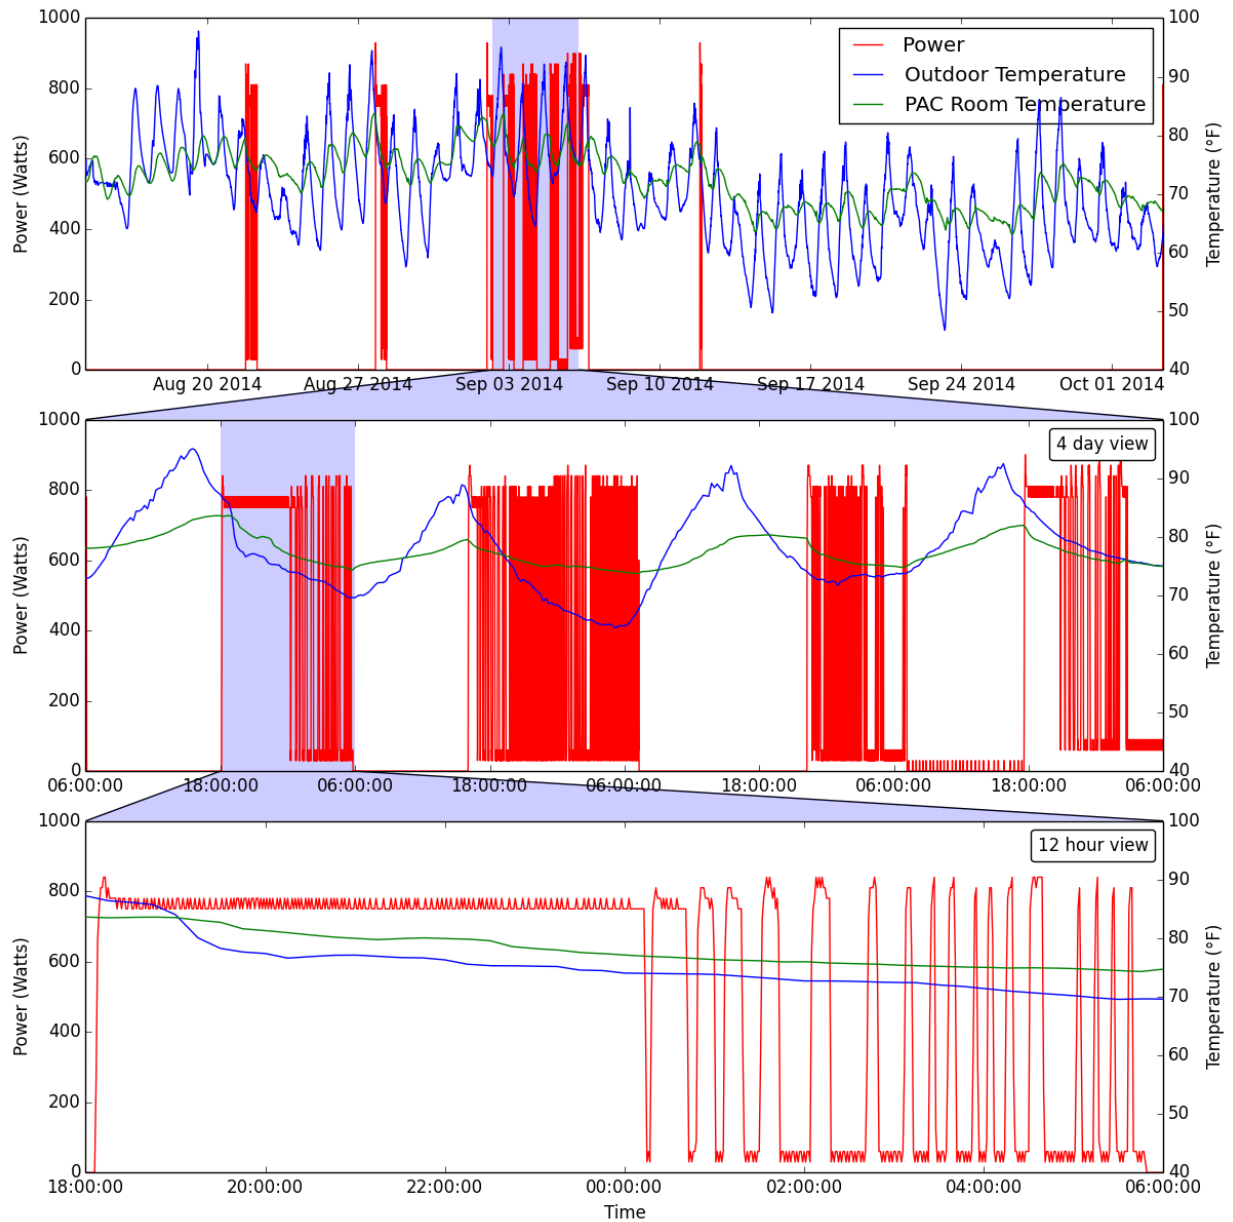 1000
800
600
400
200
0
Power (Watts)
100
90
80
70
60
50
40
Temperature (°F)
Power
Outdoor Temperature
PAC Room Temperature
Aug 20 2014
Aug 27 2014
Sep 03 2014
Sep 10 2014
Sep 17 2014
Sep 24 2014
Oct 01 2014
1000
800
600
400
200
0
Power (Watts)
100
90
80
70
60
50
40
Temperature (°F)
4 day view
06:00:00
18:00:00
06:00:00
18:00:00
06:00:00
18:00:00
06:00:00
18:00:00
06:00:00
1000
800
600
400
200
0
Power (Watts)
100
90
80
70
60
50
40
Temperature (°F)
12 hour view
18:00:00
20:00:00
22:00:00
00:00:00
02:00:00
04:00:00
06:00:00
Time